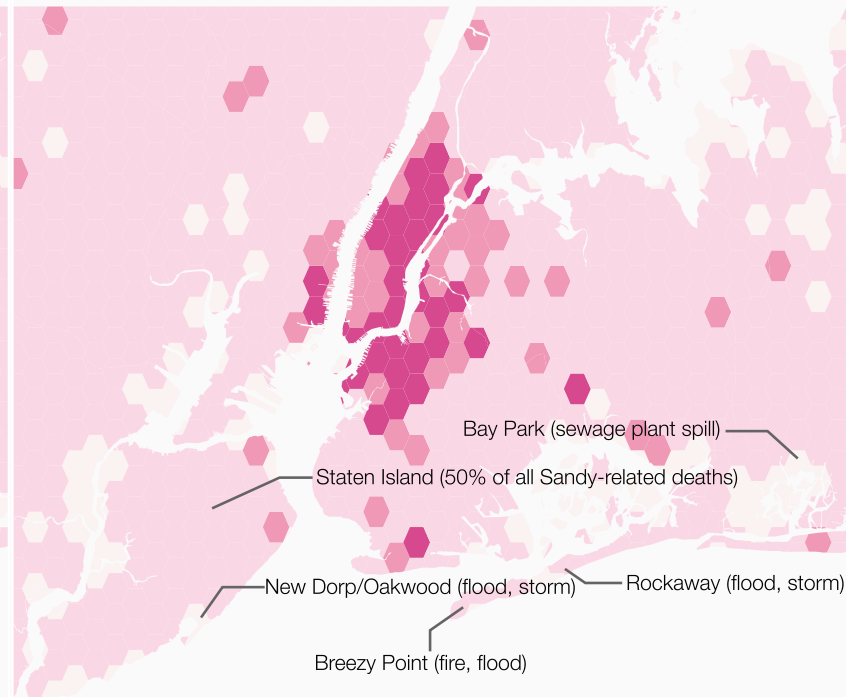 Bay Park (sewage plant spill)
Staten Island (50% of all Sandy-related deaths)
New Dorp/Oakwood (flood, storm)
Rockaway (flood, storm)
Breezy Point (fire, flood)